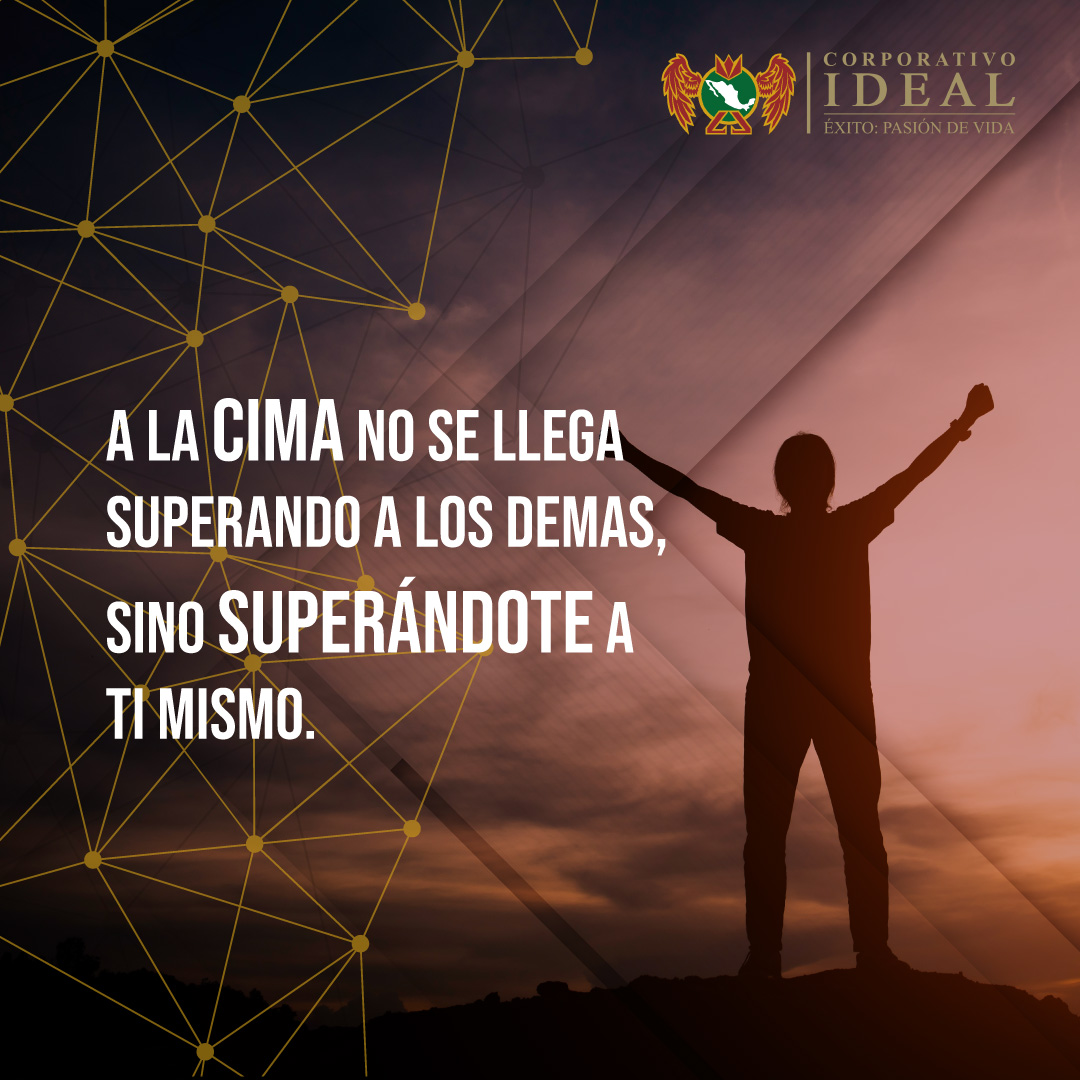 CORPORATIVO
IDEAL
ÉXITO: PASIÓN DE VIDA
A LA CIMA NO SE LLEGA
SUPERANDO A LOS DEMAS,
SINO SUPERÁNDOTE A
TI MISMO.